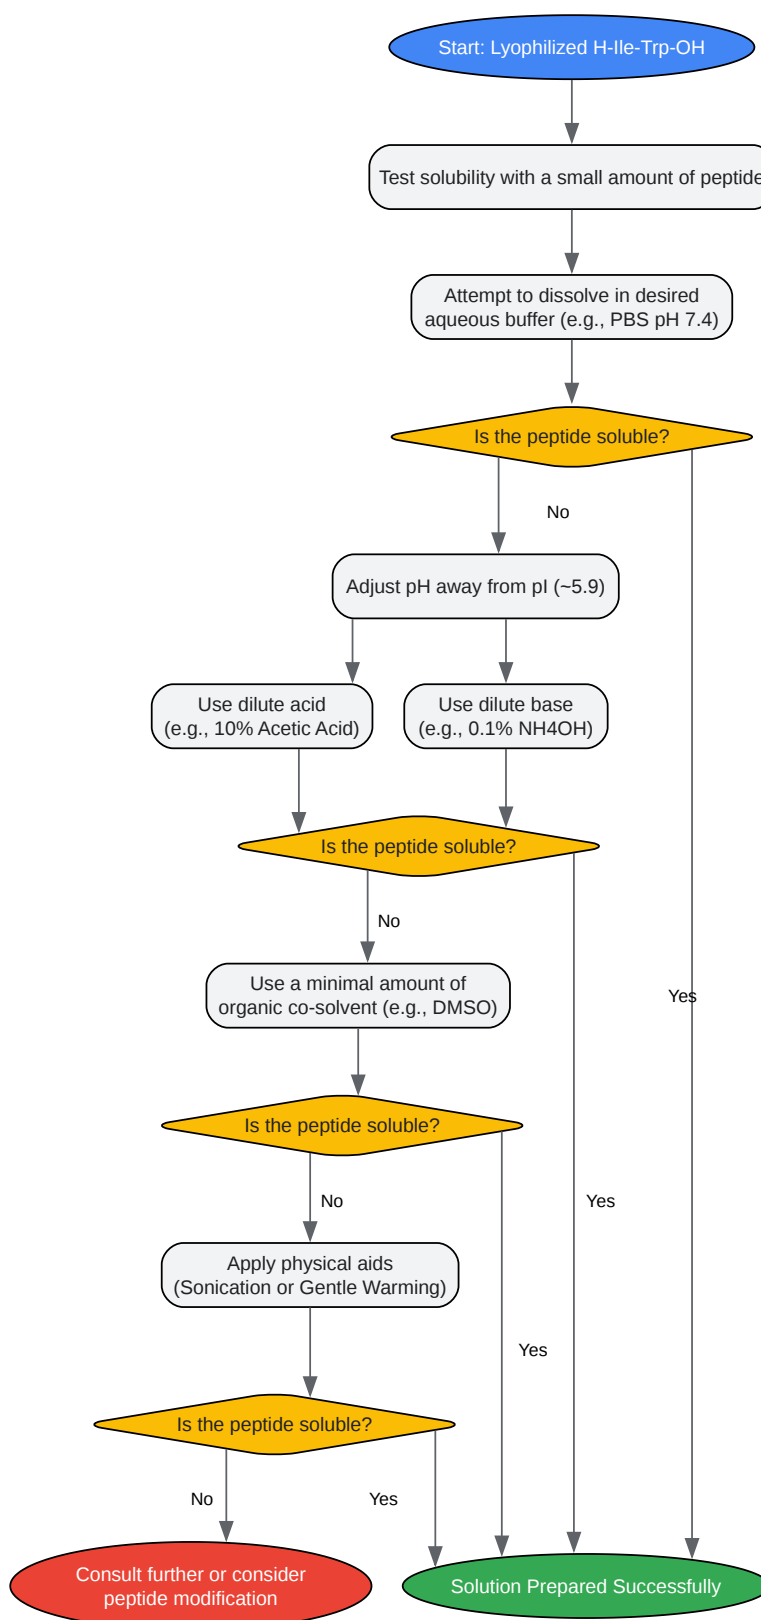 Start: Lyophilized H-Ile-Trp-OH
Test solubility with a small amount of peptide
Attempt to dissolve in desired
aqueous buffer (e.g., PBS pH 7.4)
Is the peptide soluble?
No
Adjust pH away from pI (~5.9)
Use dilute acid
(e.g., 10% Acetic Acid)
Use dilute base
(e.g., 0.1% NH4OH)
Is the peptide soluble?
No
Use a minimal amount of
organic co-solvent (e.g., DMSO)
Yes
Is the peptide soluble?
No
Yes
Apply physical aids
(Sonication or Gentle Warming)
Yes
Is the peptide soluble?
No
Yes
Consult further or consider
peptide modification
Solution Prepared Successfully